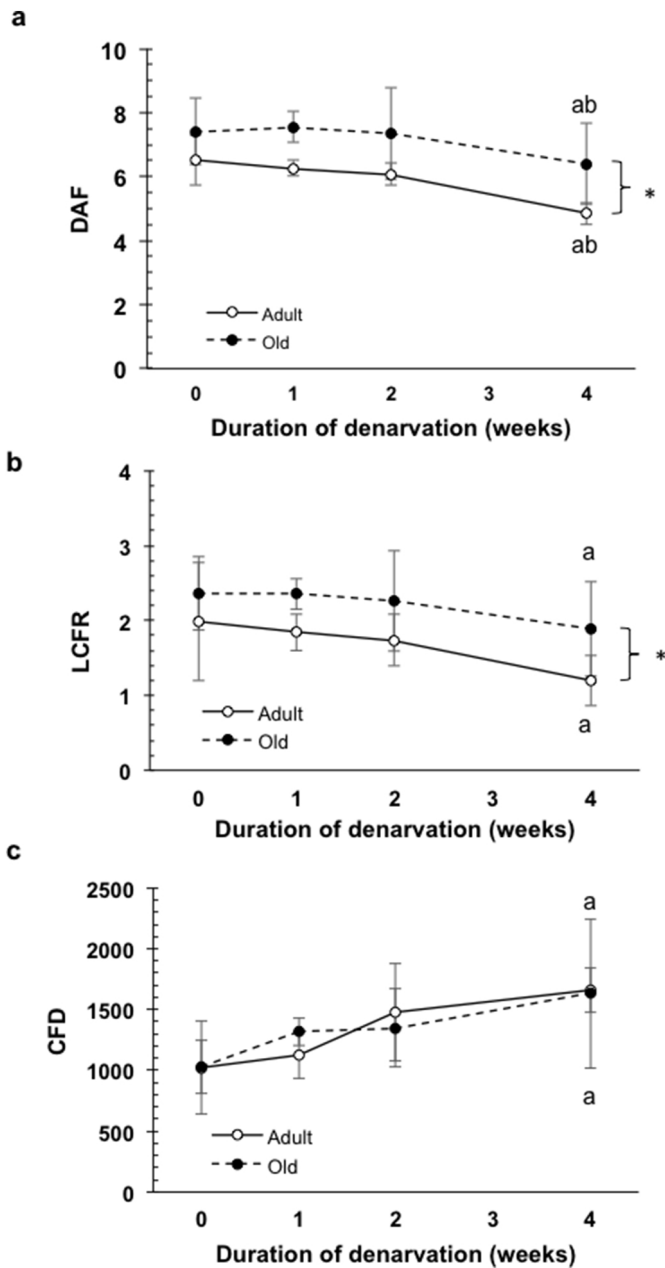 a
10
8
6
4
2
0
DAF
ab
*
ab
Adult
Old
0 1 2 3 4
Duration of denarvation (weeks)
b
4
3
2
1
0
LCFR
a
*
a
Adult
Old
0 1 2 3 4
Duration of denarvation (weeks)
c
2500
2000
1500
1000
500
0
CFD
a
a
Adult
Old
0 1 2 3 4
Duration of denarvation (weeks)